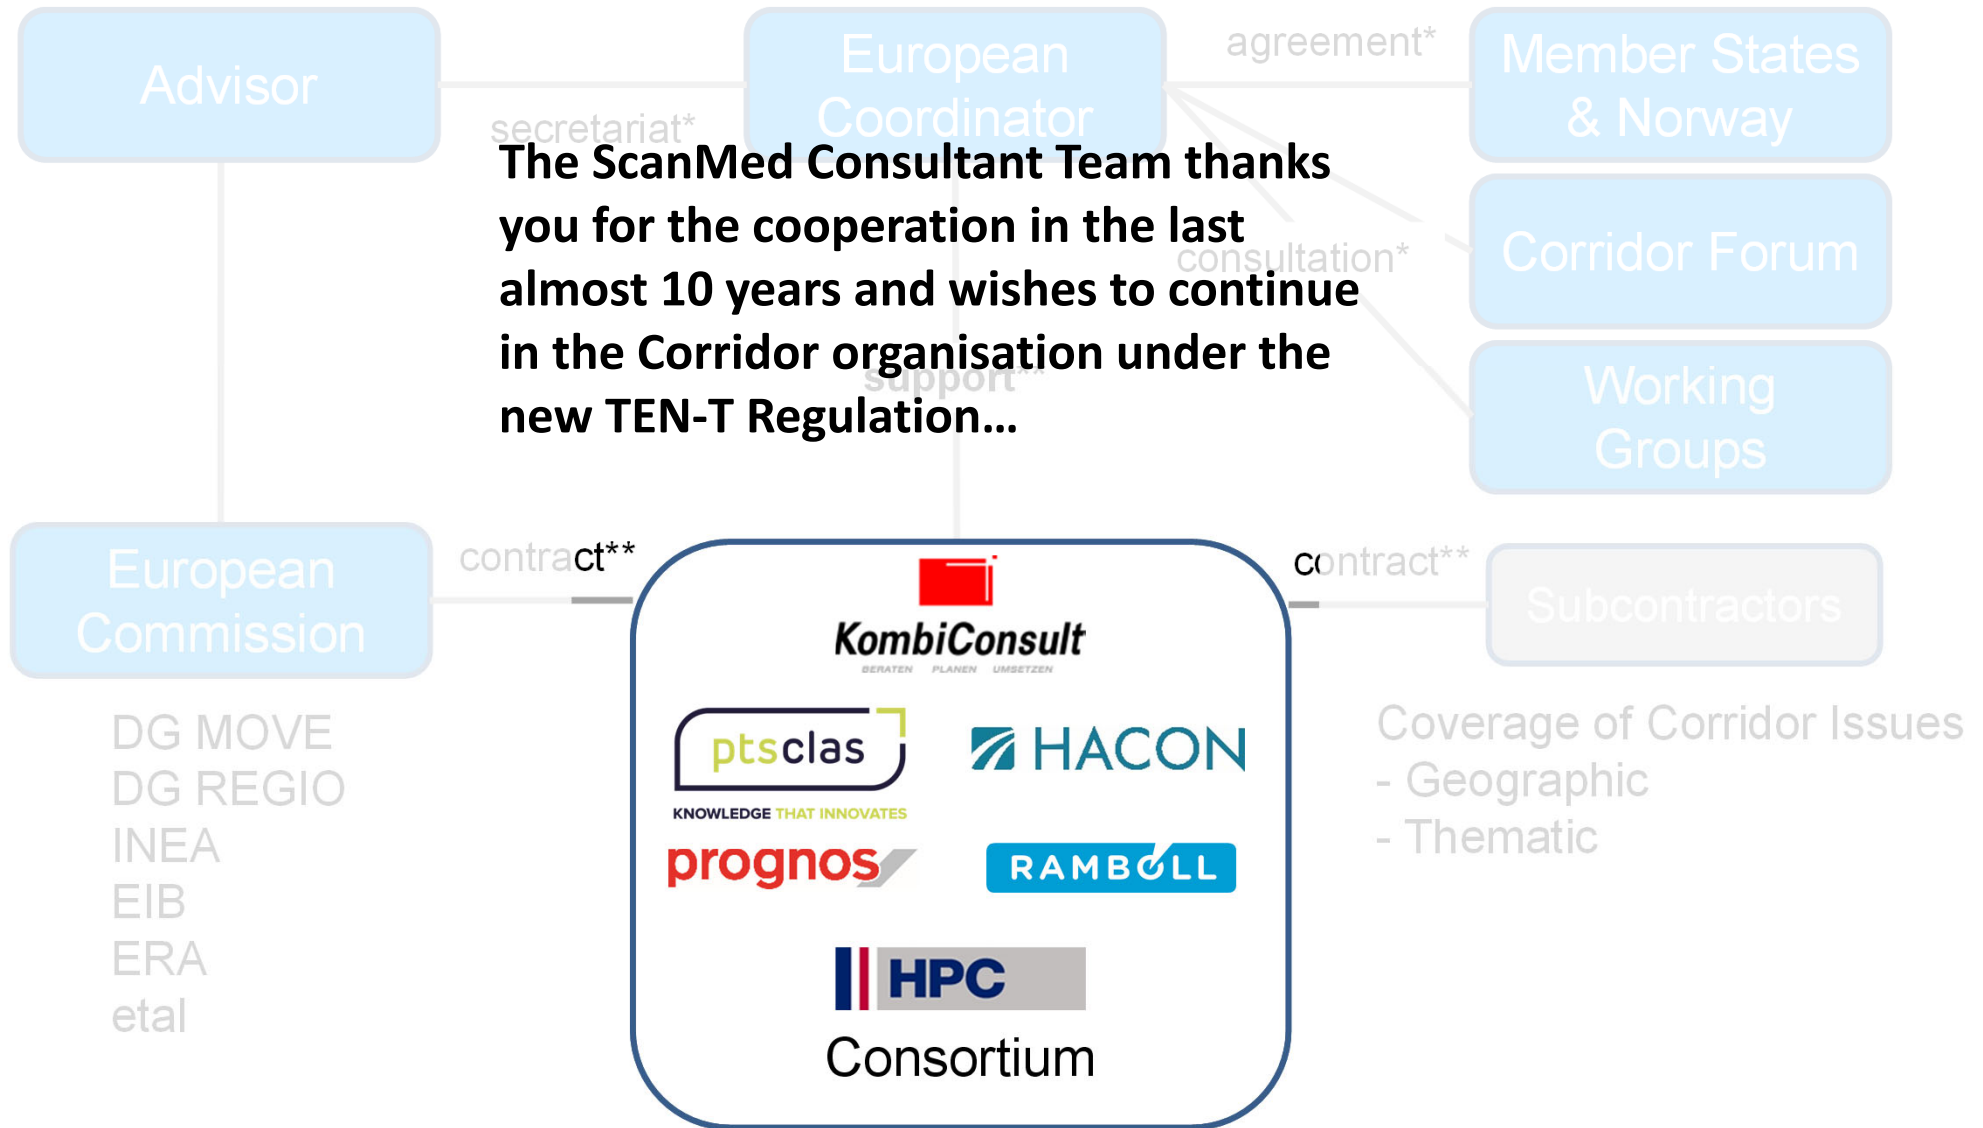 Advisor
European
Coordinator
agreement*
Member States
& Norway
secretariat*
The ScanMed Consultant Team thanks
you for the cooperation in the last
almost 10 years and wishes to continue
in the Corridor organisation under the
new TEN-T Regulation...
consultation*
Corridor Forum
support**
Working
Groups
European
Commission
contract**
contract**
Subcontractors
KombiConsult
BERATEN PLANEN UMSETZEN
ptsclas
KNOWLEDGE THAT INNOVATES
HACON
prognos
RAMBOLL
HPC
Consortium
DG MOVE
DG REGIO
INEA
EIB
ERA
etal
Coverage of Corridor Issues
- Geographic
- Thematic